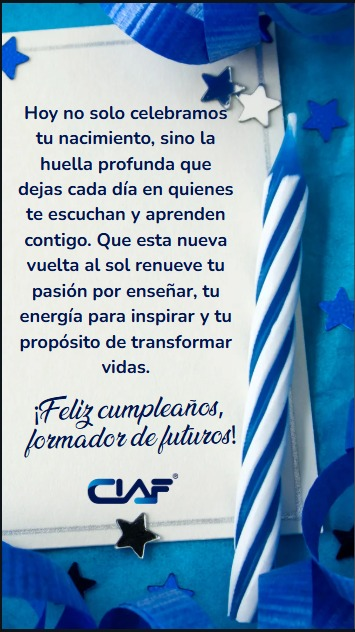 Hoy no solo celebramos
tu nacimiento, sino la
huella profunda que
dejas cada día en quienes
te escuchan y aprenden
contigo. Que esta nueva
vuelta al sol renueve tu
pasión por enseñar, tu
energía para inspirar y tu
propósito de transformar
vidas.
¡Feliz cumpleaños,
formador de futuros!
CIAF®